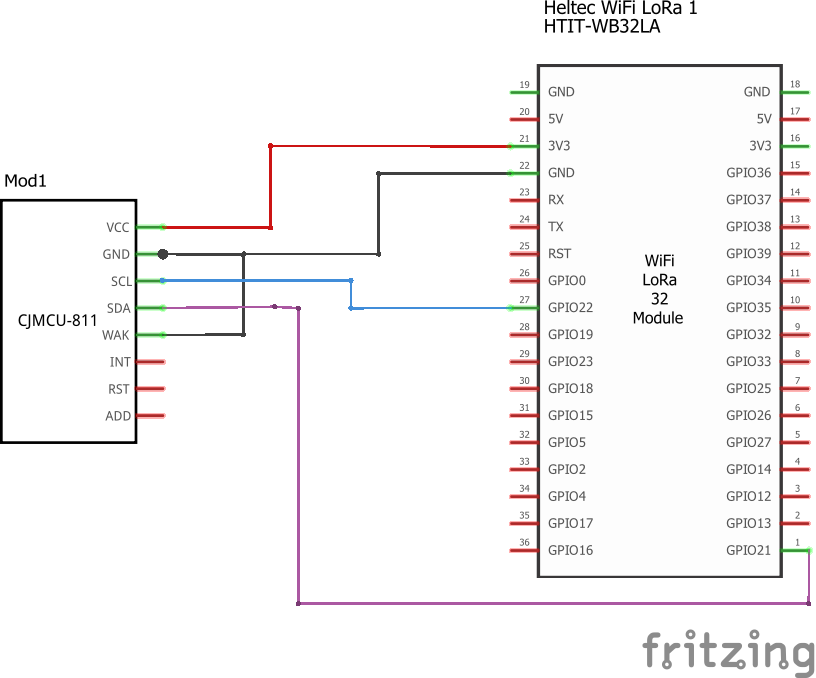 Heltec WiFi LoRa 1
HTIT-WB32LA
Mod1
CJMCU-811
VCC
GND
SCL
SDA
WAK
INT
RST
ADD
WiFi
LoRa
32
Module
19 GND
20 5V
21 3V3
22 GND
23 RX
24 TX
25 RST
26 GPIO0
27 GPIO22
28 GPIO19
29 GPIO23
30 GPIO18
31 GPIO15
32 GPIO5
33 GPIO2
34 GPIO4
35 GPIO17
36 GPIO16
GND 18
5V 17
3V3 16
GPIO36 15
GPIO37 14
GPIO38 13
GPIO39 12
GPIO34 11
GPIO35 10
GPIO32 9
GPIO33 8
GPIO25 7
GPIO26 6
GPIO27 5
GPIO14 4
GPIO12 3
GPIO13 2
GPIO21 1
fritzing